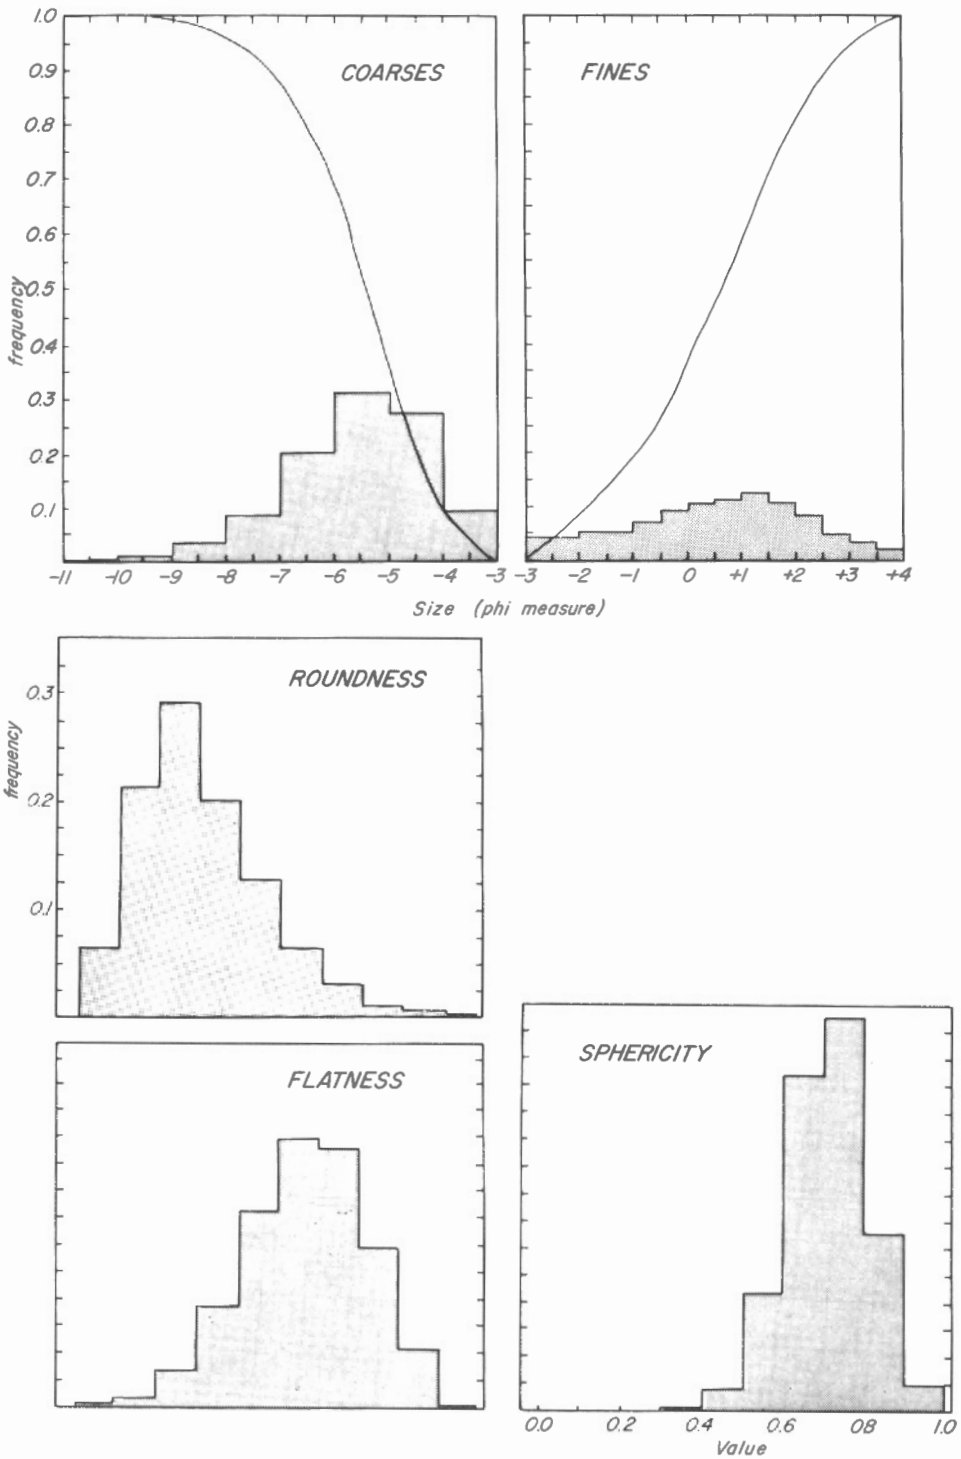 1.0
0.9
0.8
0.7
0.6
0.5
0.4
0.3
0.2
0.1
frequency
COARSES
FINES
-11 -10 -9 -8 -7 -6 -5 -4 -3
-3 -2 -1 0 +1 +2 +3 +4
Size (phi measure)
ROUNDNESS
0.3
0.2
0.1
frequency
FLATNESS
SPHERICITY
0.0 0.2 0.4 0.6 0.8 1.0
Value